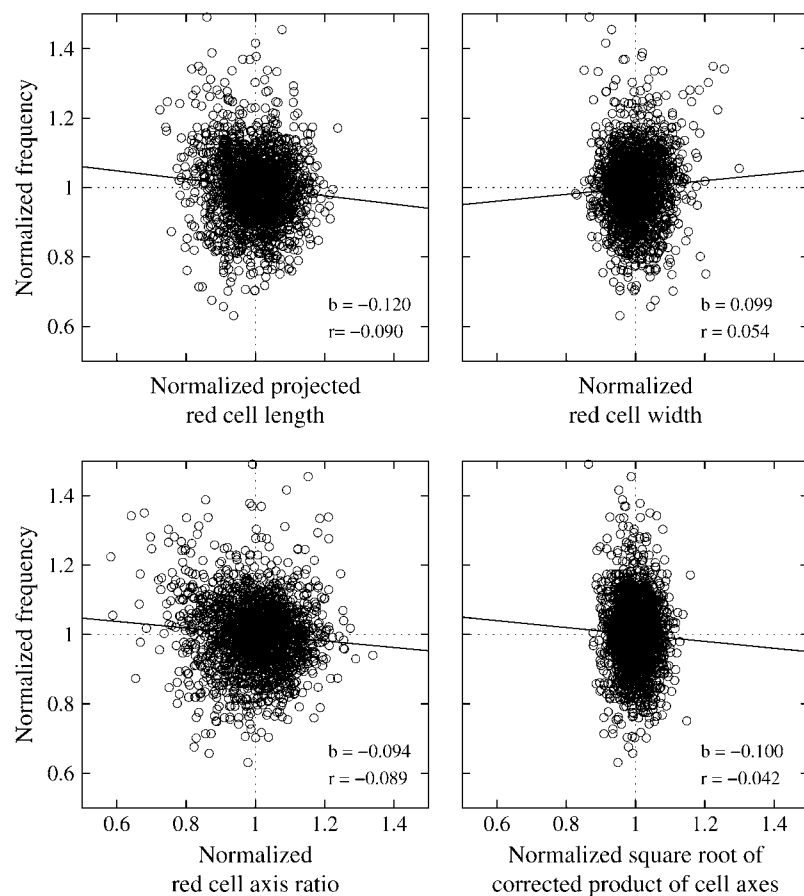 1.4
1.2
1
0.8
0.6
Normalized frequency
b = −0.120
r= −0.090
Normalized projected
red cell length
b = 0.099
r = 0.054
Normalized
red cell width
1.4
1.2
1
0.8
Normalized frequency
b = −0.094
r = −0.089
0.6 0.8 1 1.2 1.4
Normalized
red cell axis ratio
b = −0.100
r = −0.042
0.6 0.8 1 1.2 1.4
Normalized square root of
corrected product of cell axes